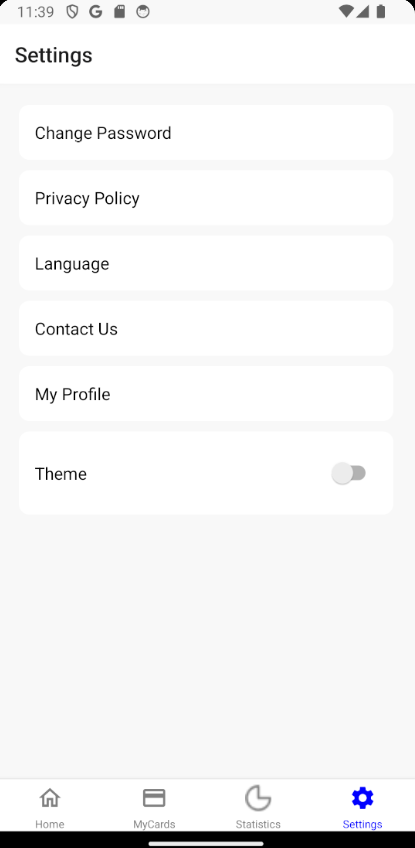 11:39
Settings
Change Password
Privacy Policy
Language
Contact Us
My Profile
Theme
Home
MyCards
Statistics
Settings